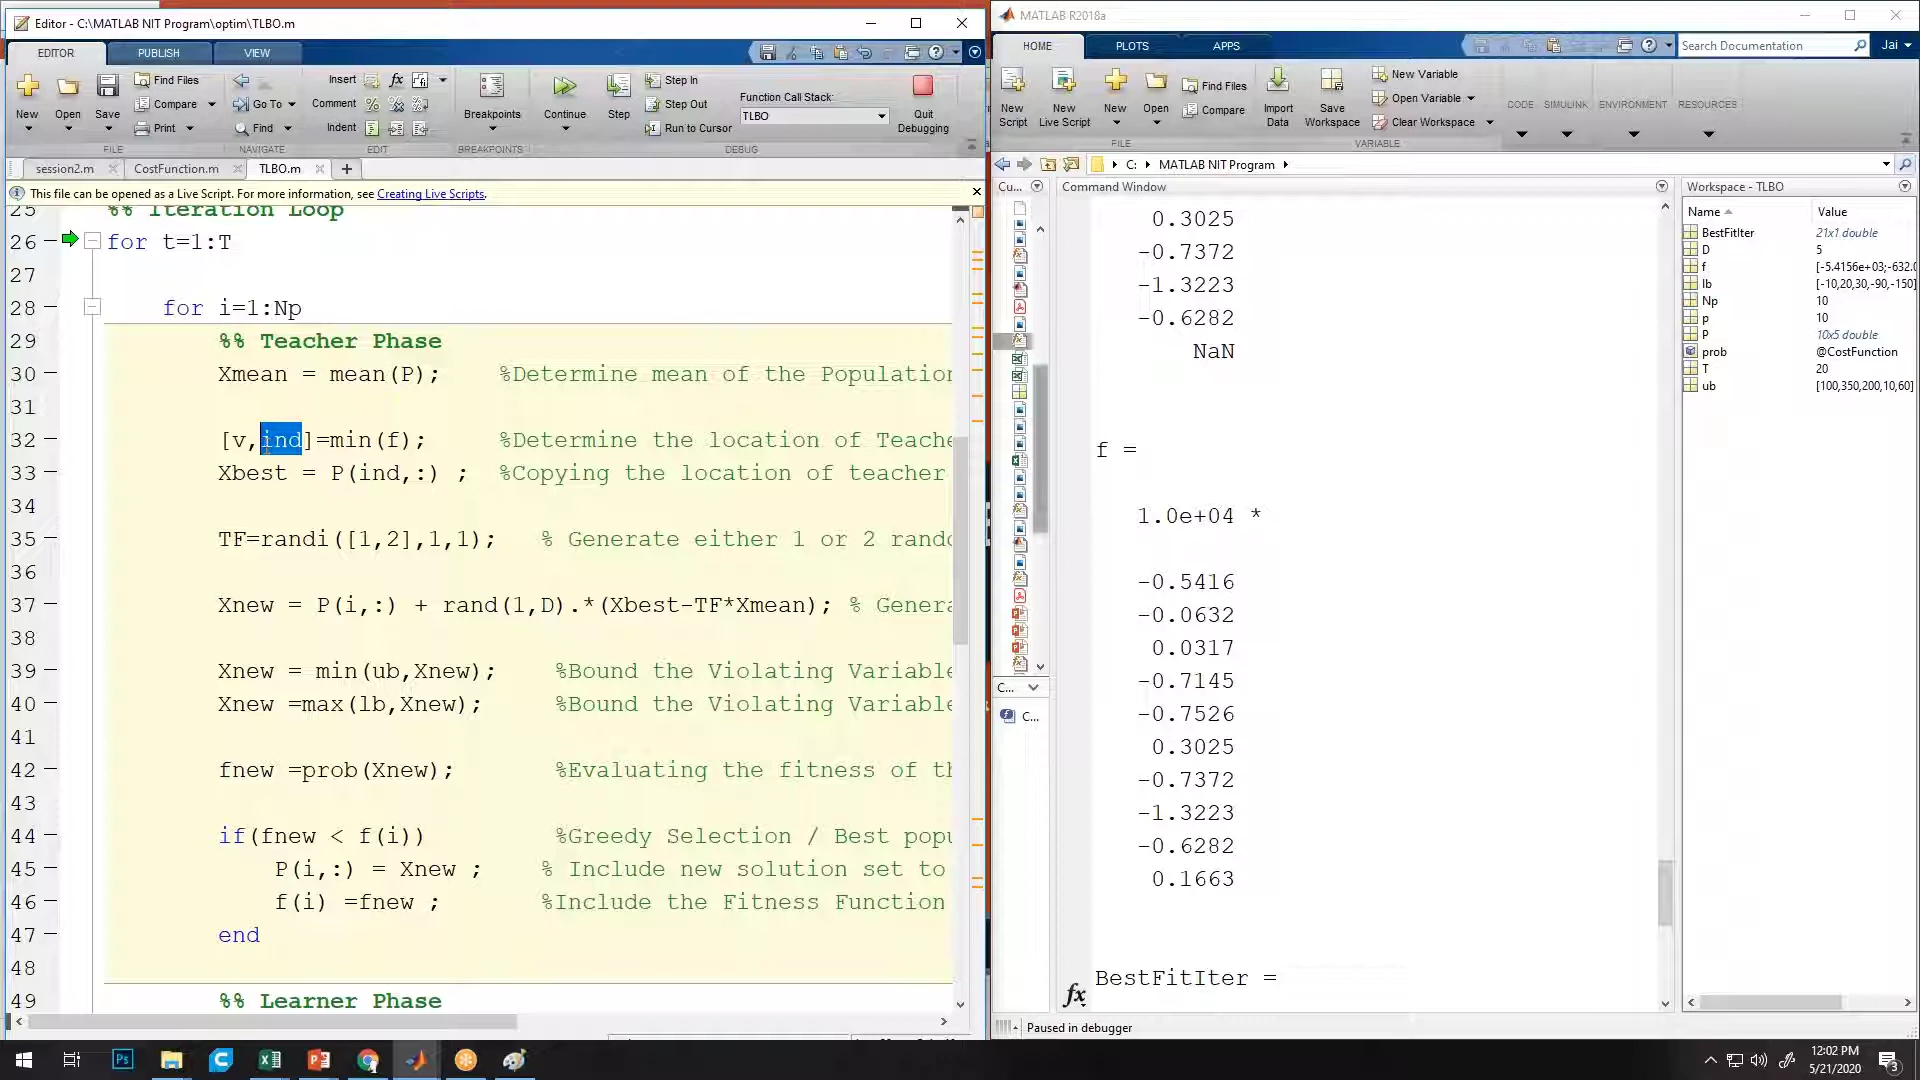 Editor - C:\MATLAB NIT Program\optim\TLBO.m
EDITOR PUBLISH VIEW
New Open Save
Find Files
Compare
Print
Go To
Find
Insert
Comment
Indent
Breakpoints
Continue
Step
Step In
Step Out
Run to Cursor
Function Call Stack:
TLBO
Quit Debugging
FILE NAVIGATE EDIT BREAKPOINTS DEBUG
session2.m CostFunction.m TLBO.m
This file can be opened as a Live Script. For more information, see Creating Live Scripts.
25 %% Iteration Loop
26 for t=1:T
27
28 for i=1:Np
29 %% Teacher Phase
30 Xmean = mean(P); %Determine mean of the Population
31
32 [v,ind]=min(f); %Determine the location of Teache
33 Xbest = P(ind,:) ; %Copying the location of teacher
34
35 TF=randi([1,2],1,1); % Generate either 1 or 2 rando
36
37 Xnew = P(i,:) + rand(1,D).*(Xbest-TF*Xmean); % Genera
38
39 Xnew = min(ub,Xnew); %Bound the Violating Variable
40 Xnew =max(lb,Xnew); %Bound the Violating Variable
41
42 fnew =prob(Xnew); %Evaluating the fitness of th
43
44 if(fnew < f(i)) %Greedy Selection / Best popu
45 P(i,:) = Xnew ; % Include new solution set to
46 f(i) =fnew ; %Include the Fitness Function
47 end
48
49 %% Learner Phase
MATLAB R2018a
HOME PLOTS APPS
Search Documentation
Jai
New Script
New Live Script
New
Open
Find Files
Compare
Import Data
Save Workspace
New Variable
Open Variable
Clear Workspace
CODE SIMULINK ENVIRONMENT RESOURCES
FILE VARIABLE
C: MATLAB NIT Program
Cu...
C...
C...
Command Window
0.3025
-0.7372
-1.3223
-0.6282
NaN
f =
1.0e+04 *
-0.5416
-0.0632
0.0317
-0.7145
-0.7526
0.3025
-0.7372
-1.3223
-0.6282
0.1663
fx BestFitIter =
Workspace - TLBO
Name Value
BestFitIter 21x1 double
D 5
f [-5.4156e+03;-632.0
lb [-10,20,30,-90,-150]
Np 10
p 10
P 10x5 double
prob @CostFunction
T 20
ub [100,350,200,10,60]
Paused in debugger
Ps
12:02 PM
5/21/2020
3